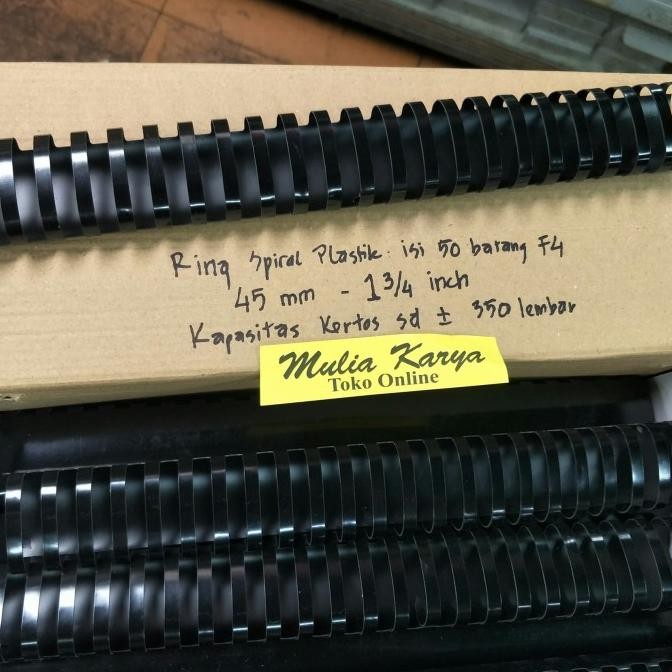 Ring Spiral Plastik isi 50 batang F4
45 mm - 1 3/4 inch
Kapasitas Kertas sd ± 350 lembar
Mulia Karya
Toko Online